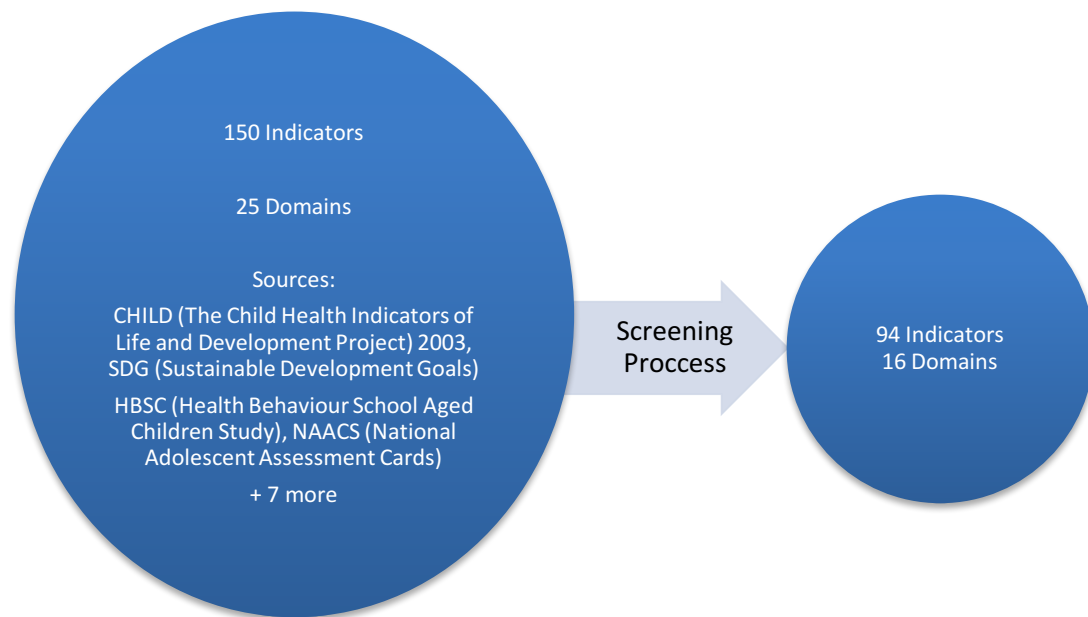 150 Indicators
25 Domains
Sources:
CHILD (The Child Health Indicators of
Life and Development Project) 2003,
SDG (Sustainable Development Goals)
HBSC (Health Behaviour School Aged
Children Study), NAACS (National
Adolescent Assessment Cards)
+ 7 more
Screening
Proccess
94 Indicators
16 Domains